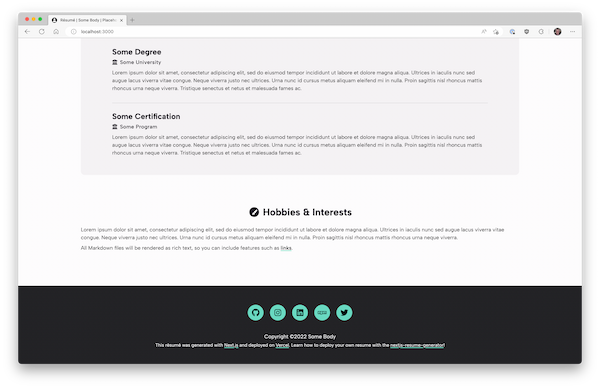 Résumé | Some Body | Placeho
localhost:3000
Some Degree
Some University
Lorem ipsum dolor sit amet, consectetur adipiscing elit, sed do eiusmod tempor incididunt ut labore et dolore magna aliqua. Ultrices in iaculis nunc sed
augue lacus viverra vitae congue. Neque viverra justo nec ultrices. Urna nunc id cursus metus aliquam eleifend mi in nulla. Proin sagittis nisl rhoncus mattis
rhoncus urna neque viverra. Tristique senectus et netus et malesuada fames ac.
Some Certification
Some Program
Lorem ipsum dolor sit amet, consectetur adipiscing elit, sed do eiusmod tempor incididunt ut labore et dolore magna aliqua. Ultrices in iaculis nunc sed
augue lacus viverra vitae congue. Neque viverra justo nec ultrices. Urna nunc id cursus metus aliquam eleifend mi in nulla. Proin sagittis nisl rhoncus mattis
rhoncus urna neque viverra. Tristique senectus et netus et malesuada fames ac.
Hobbies & Interests
Lorem ipsum dolor sit amet, consectetur adipiscing elit, sed do eiusmod tempor incididunt ut labore et dolore magna aliqua. Ultrices in iaculis nunc sed augue lacus viverra vitae
congue. Neque viverra justo nec ultrices. Urna nunc id cursus metus aliquam eleifend mi in nulla. Proin sagittis nisl rhoncus mattis rhoncus urna neque viverra.
All Markdown files will be rendered as rich text, so you can include features such as links.
Copyright ©2022 Some Body
This résumé was generated with Next.js and deployed on Vercel. Learn how to deploy your own resume with the nextjs-resume-generator!